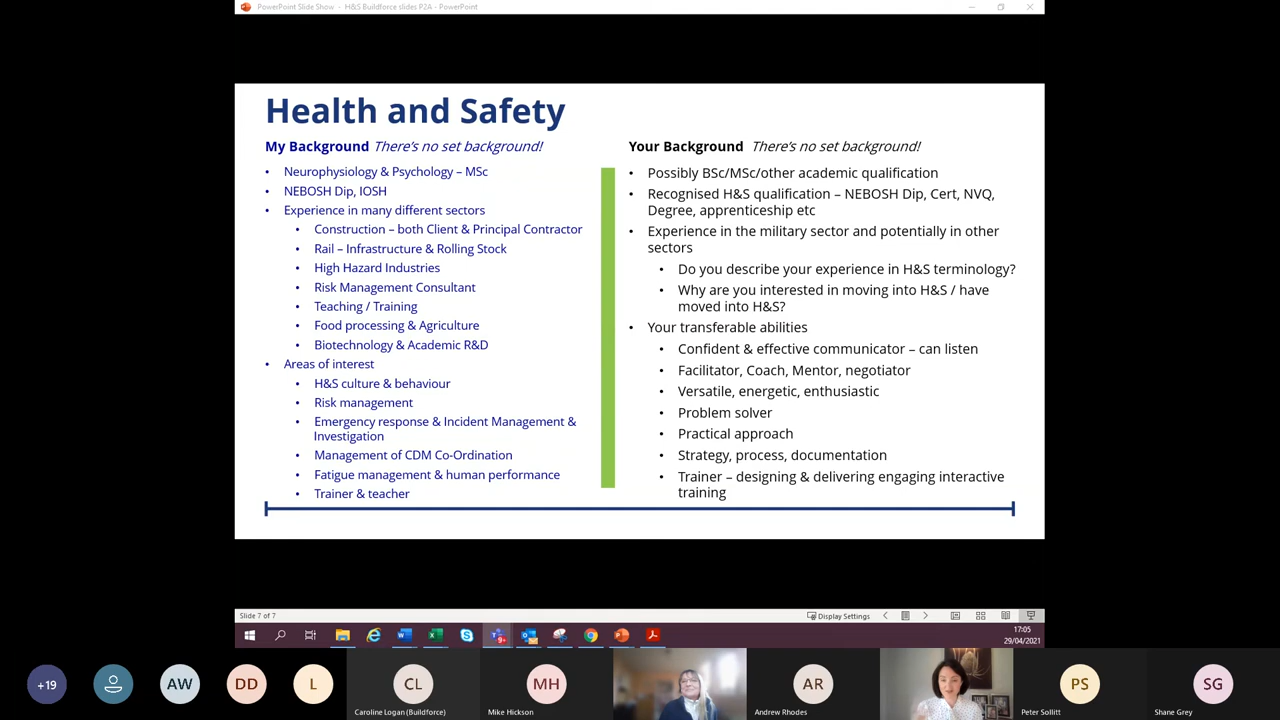 PowerPoint Slide Show - H&S Buildforce slides P2A - PowerPoint
Health and Safety
My Background There's no set background!
• Neurophysiology & Psychology – MSc
• NEBOSH Dip, IOSH
• Experience in many different sectors
• Construction – both Client & Principal Contractor
• Rail – Infrastructure & Rolling Stock
• High Hazard Industries
• Risk Management Consultant
• Teaching / Training
• Food processing & Agriculture
• Biotechnology & Academic R&D
• Areas of interest
• H&S culture & behaviour
• Risk management
• Emergency response & Incident Management &
Investigation
• Management of CDM Co-Ordination
• Fatigue management & human performance
• Trainer & teacher
Your Background There's no set background!
• Possibly BSc/MSc/other academic qualification
• Recognised H&S qualification – NEBOSH Dip, Cert, NVQ,
Degree, apprenticeship etc
• Experience in the military sector and potentially in other
sectors
• Do you describe your experience in H&S terminology?
• Why are you interested in moving into H&S / have
moved into H&S?
• Your transferable abilities
• Confident & effective communicator – can listen
• Facilitator, Coach, Mentor, negotiator
• Versatile, energetic, enthusiastic
• Problem solver
• Practical approach
• Strategy, process, documentation
• Trainer – designing & delivering engaging interactive
training
Slide 7 of 7
Display Settings
17:05
29/04/2021
+19
AW
DD
L
CL
Caroline Logan (Buildforce)
MH
Mike Hickson
AR
Andrew Rhodes
PS
Peter Sollitt
SG
Shane Grey